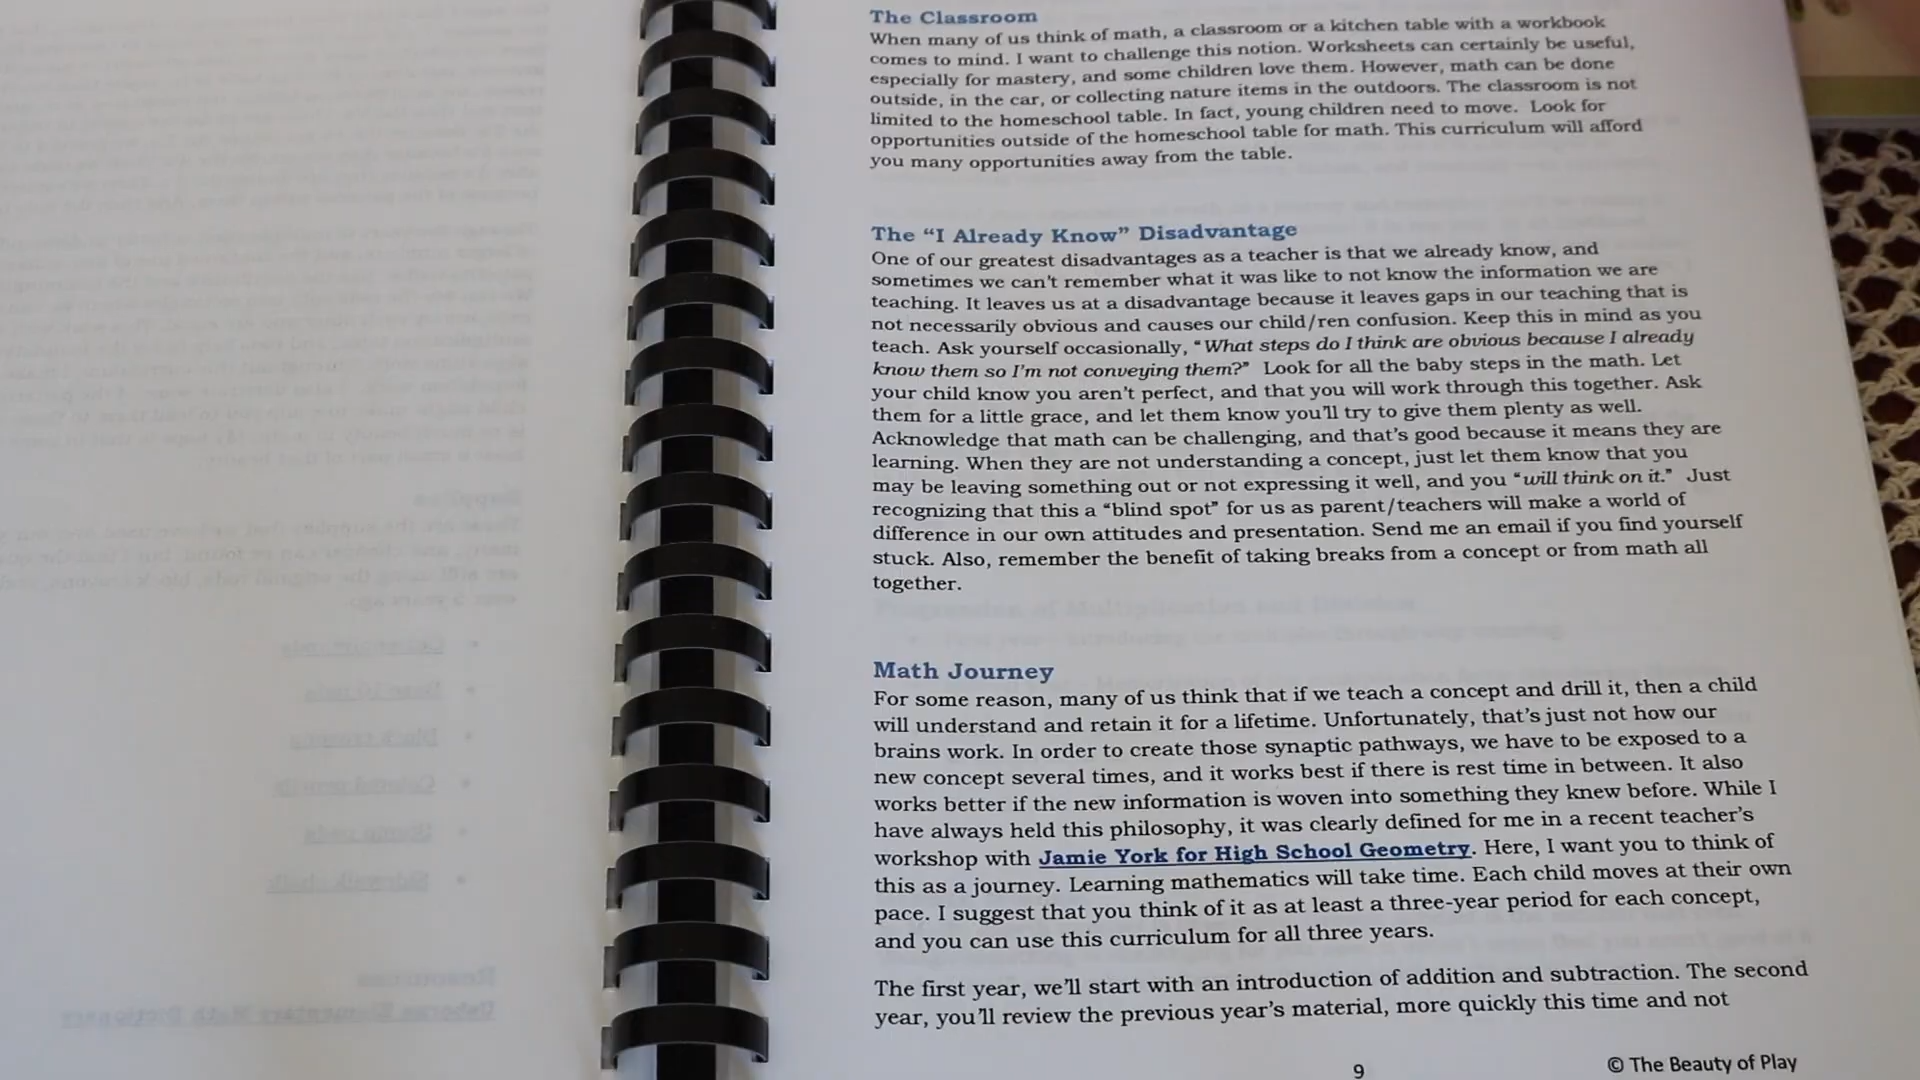 The Classroom
When many of us think of math, a classroom or a kitchen table with a workbook
comes to mind. I want to challenge this notion. Worksheets can certainly be useful,
especially for mastery, and some children love them. However, math can be done
outside, in the car, or collecting nature items in the outdoors. The classroom is not
limited to the homeschool table. In fact, young children need to move. Look for
opportunities outside of the homeschool table for math. This curriculum will afford
you many opportunities away from the table.
The “I Already Know” Disadvantage
One of our greatest disadvantages as a teacher is that we already know, and
sometimes we can’t remember what it was like to not know the information we are
teaching. It leaves us at a disadvantage because it leaves gaps in our teaching that is
not necessarily obvious and causes our child/ren confusion. Keep this in mind as you
teach. Ask yourself occasionally, “What steps do I think are obvious because I already
know them so I’m not conveying them?” Look for all the baby steps in the math. Let
your child know you aren’t perfect, and that you will work through this together. Ask
them for a little grace, and let them know you’ll try to give them plenty as well.
Acknowledge that math can be challenging, and that’s good because it means they are
learning. When they are not understanding a concept, just let them know that you
may be leaving something out or not expressing it well, and you “will think on it.” Just
recognizing that this a “blind spot” for us as parent/teachers will make a world of
difference in our own attitudes and presentation. Send me an email if you find yourself
stuck. Also, remember the benefit of taking breaks from a concept or from math all
together.
Math Journey
For some reason, many of us think that if we teach a concept and drill it, then a child
will understand and retain it for a lifetime. Unfortunately, that’s just not how our
brains work. In order to create those synaptic pathways, we have to be exposed to a
new concept several times, and it works best if there is rest time in between. It also
works better if the new information is woven into something they knew before. While I
have always held this philosophy, it was clearly defined for me in a recent teacher’s
workshop with Jamie York for High School Geometry. Here, I want you to think of
this as a journey. Learning mathematics will take time. Each child moves at their own
pace. I suggest that you think of it as at least a three-year period for each concept,
and you can use this curriculum for all three years.
The first year, we’ll start with an introduction of addition and subtraction. The second
year, you’ll review the previous year’s material, more quickly this time and not
9
© The Beauty of Play